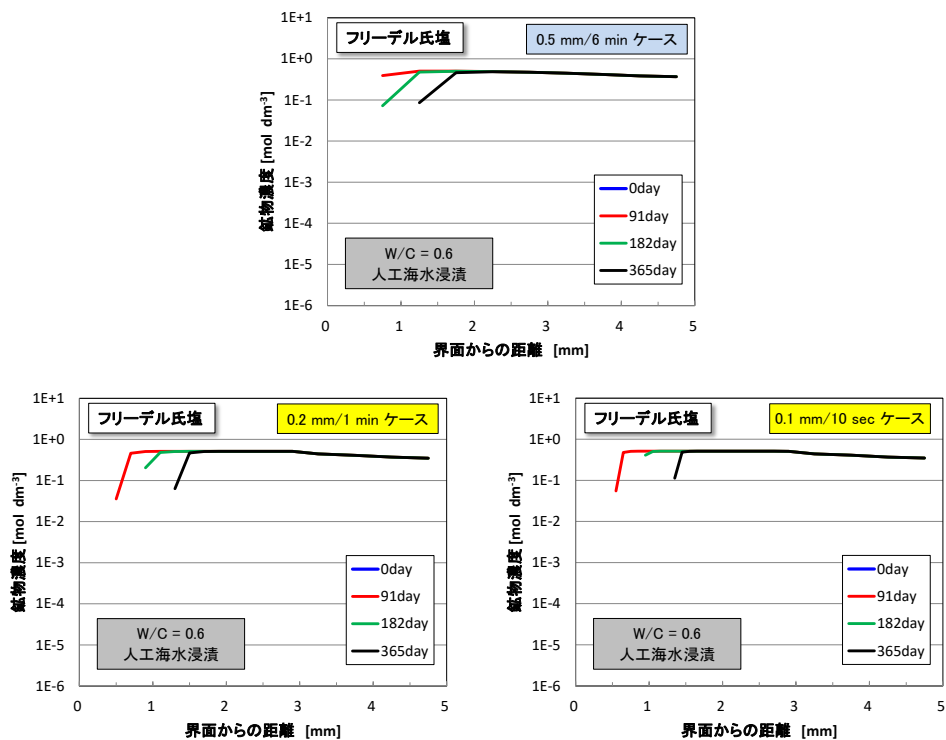 フリーデル氏塩
0.5 mm/6 min ケース
鉱物濃度 [mol dm-3]
1E+1
1E+0
1E-1
1E-2
1E-3
1E-4
1E-5
1E-6
0day
91day
182day
365day
W/C = 0.6
人工海水浸漬
0 1 2 3 4 5
界面からの距離 [mm]
フリーデル氏塩
0.2 mm/1 min ケース
鉱物濃度 [mol dm-3]
1E+1
1E+0
1E-1
1E-2
1E-3
1E-4
1E-5
1E-6
0day
91day
182day
365day
W/C = 0.6
人工海水浸漬
0 1 2 3 4 5
界面からの距離 [mm]
フリーデル氏塩
0.1 mm/10 sec ケース
鉱物濃度 [mol dm-3]
1E+1
1E+0
1E-1
1E-2
1E-3
1E-4
1E-5
1E-6
0day
91day
182day
365day
W/C = 0.6
人工海水浸漬
0 1 2 3 4 5
界面からの距離 [mm]